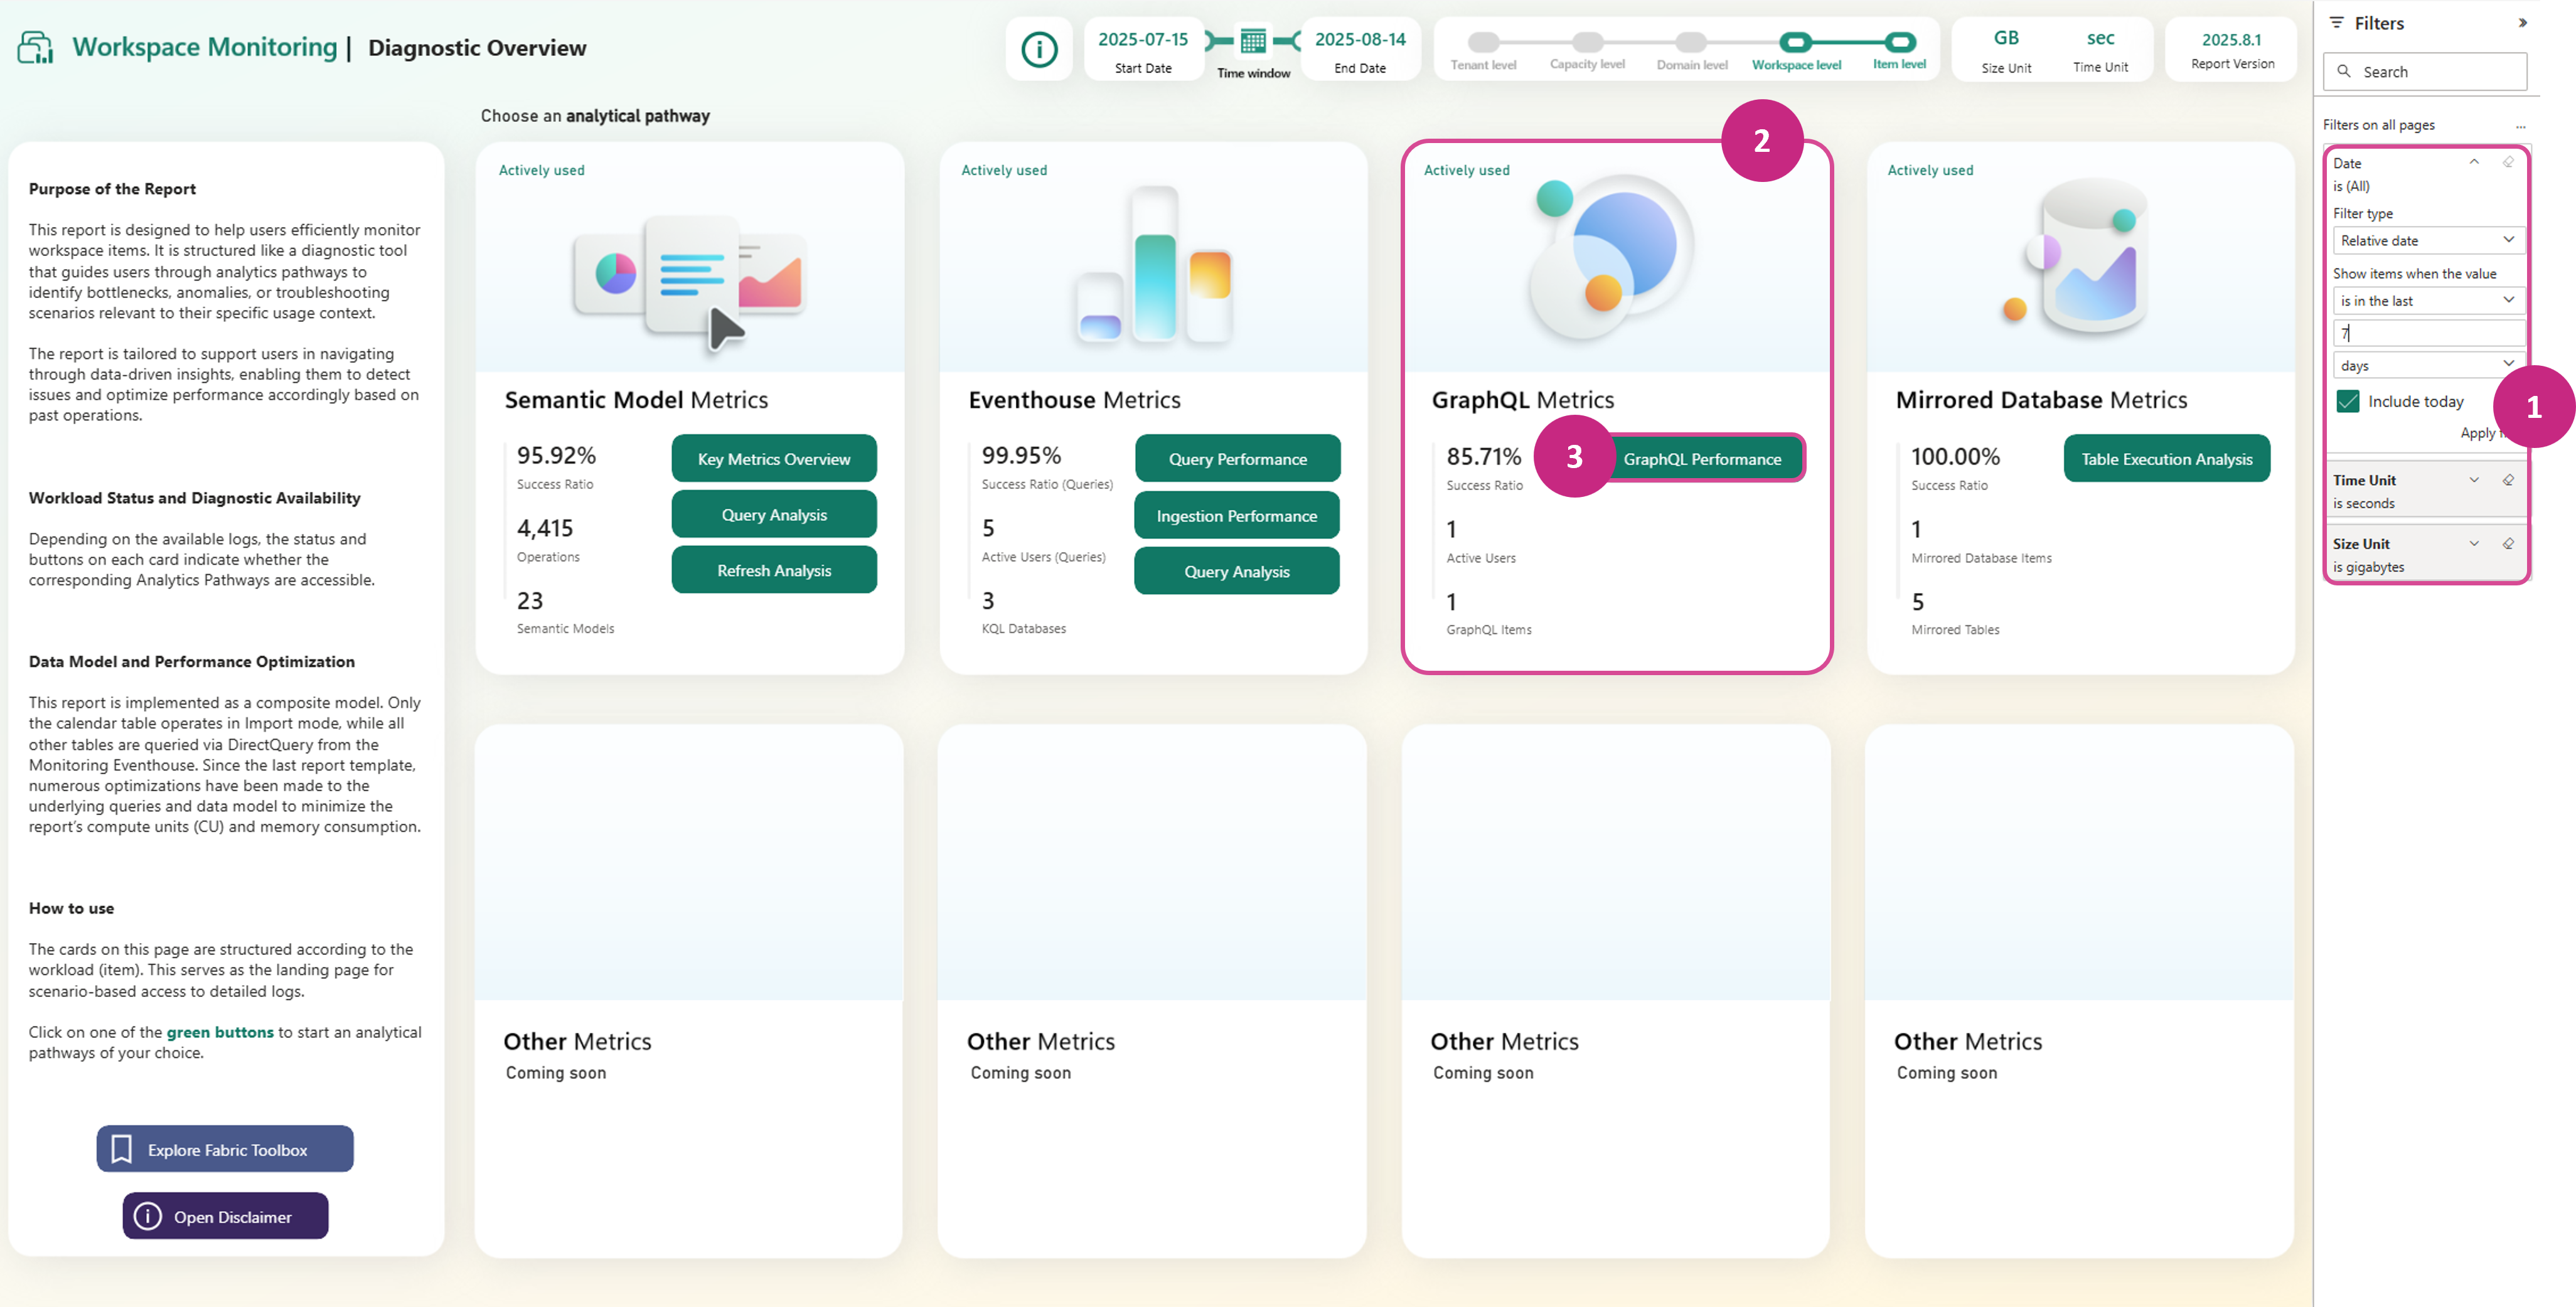 Workspace Monitoring | Diagnostic Overview
2025-07-15
Start Date
Time window
2025-08-14
End Date
Tenant level
Capacity level
Domain level
Workspace level
Item level
GB
Size Unit
sec
Time Unit
2025.8.1
Report Version
Choose an analytical pathway
Purpose of the Report
This report is designed to help users efficiently monitor
workspace items. It is structured like a diagnostic tool
that guides users through analytics pathways to
identify bottlenecks, anomalies, or troubleshooting
scenarios relevant to their specific usage context.
The report is tailored to support users in navigating
through data-driven insights, enabling them to detect
issues and optimize performance accordingly based on
past operations.
Workload Status and Diagnostic Availability
Depending on the available logs, the status and
buttons on each card indicate whether the
corresponding Analytics Pathways are accessible.
Data Model and Performance Optimization
This report is implemented as a composite model. Only
the calendar table operates in Import mode, while all
other tables are queried via DirectQuery from the
Monitoring Eventhouse. Since the last report template,
numerous optimizations have been made to the
underlying queries and data model to minimize the
report's compute units (CU) and memory consumption.
How to use
The cards on this page are structured according to the
workload (item). This serves as the landing page for
scenario-based access to detailed logs.
Click on one of the green buttons to start an analytical
pathways of your choice.
Explore Fabric Toolbox
Open Disclaimer
Actively used
Semantic Model Metrics
95.92%
Success Ratio
4,415
Operations
23
Semantic Models
Key Metrics Overview
Query Analysis
Refresh Analysis
Actively used
Eventhouse Metrics
99.95%
Success Ratio (Queries)
5
Active Users (Queries)
3
KQL Databases
Query Performance
Ingestion Performance
Query Analysis
2
Actively used
GraphQL Metrics
85.71%
Success Ratio
1
Active Users
1
GraphQL Items
3
GraphQL Performance
Actively used
Mirrored Database Metrics
100.00%
Success Ratio
1
Mirrored Database Items
5
Mirrored Tables
Table Execution Analysis
Other Metrics
Coming soon
Other Metrics
Coming soon
Other Metrics
Coming soon
Other Metrics
Coming soon
Filters
Search
Filters on all pages
...
Date
is (All)
Filter type
Relative date
Show items when the value
is in the last
7
days
Include today
1
Apply
Time Unit
is seconds
Size Unit
is gigabytes